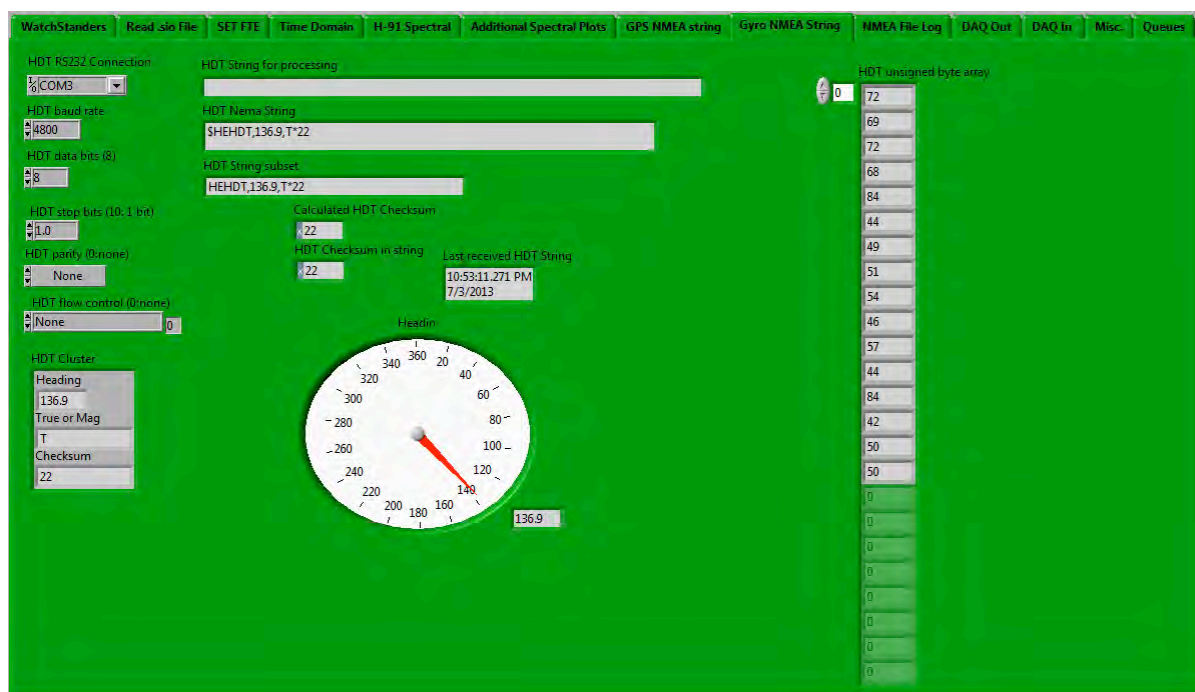 WatchStanders Read .sio File SET FTE Time Domain H-91 Spectral Additional Spectral Plots GPS NMEA string Gyro NMEA String NMEA File Log DAQ Out DAQ In Misc. Queues
HDT RS232 Connection
COM3
HDT baud rate
4800
HDT data bits (8)
8
HDT stop bits (10: 1 bit)
1.0
HDT parity (0:none)
None
HDT flow control (0:none)
None 0
HDT Cluster
Heading
136.9
True or Mag
T
Checksum
22
HDT String for processing
HDT Nema String
$HEHDT,136.9,T*22
HDT String subset
HEHDT,136.9,T*22
Calculated HDT Checksum
x 22
HDT Checksum in string
x 22
Last received HDT String
10:53:11.271 PM
7/3/2013
Headin
360
20
40
60
80
100
120
140
160
180
200
220
240
260
280
300
320
340
136.9
HDT unsigned byte array
0
72
69
72
68
84
44
49
51
54
46
57
44
84
42
50
50
0
0
0
0
0
0
0
0